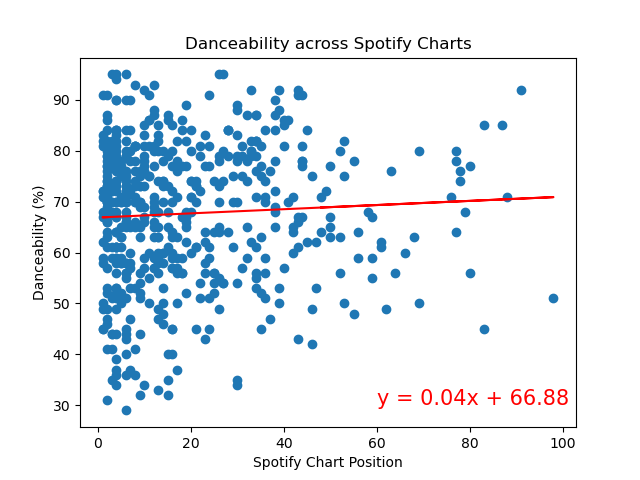 Danceability across Spotify Charts
Danceability (%)
90
80
70
60
50
40
30
y = 0.04x + 66.88
0 20 40 60 80 100
Spotify Chart Position